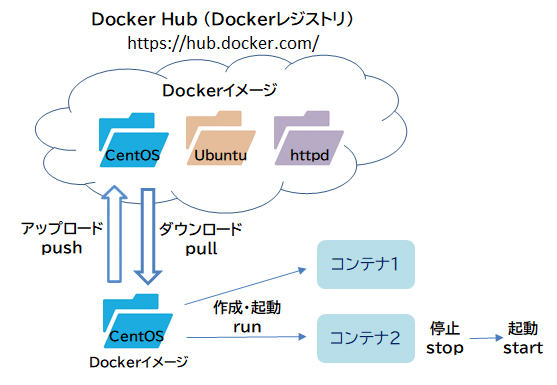 Docker Hub（Dockerレジストリ）
https://hub.docker.com/
Dockerイメージ
CentOS
Ubuntu
httpd
アップロード
push
ダウンロード
pull
CentOS
Dockerイメージ
作成・起動
run
コンテナ1
コンテナ2
停止
stop
起動
start